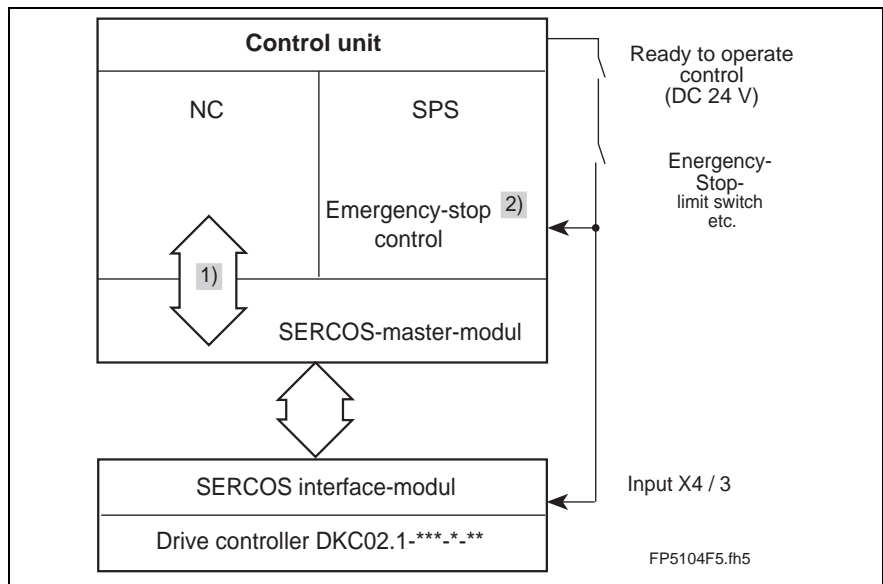 Control unit
NC
SPS
Emergency-stop 2)
control
1)
SERCOS-master-modul
Ready to operate
control
(DC 24 V)
Energency-
Stop-
limit switch
etc.
SERCOS interface-modul
Drive controller DKC02.1-***-*-**
Input X4 / 3
FP5104F5.fh5